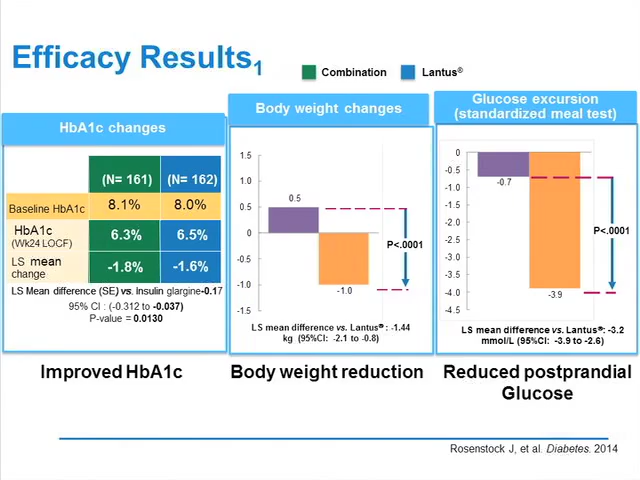 Efficacy Results1
Combination
Lantus®
HbA1c changes
(N= 161)
(N= 162)
Baseline HbA1c
8.1%
8.0%
HbA1c
(Wk24 LOCF)
6.3%
6.5%
LS mean
change
-1.8%
-1.6%
LS Mean difference (SE) vs. Insulin glargine-0.17
95% CI : (-0.312 to -0.037)
P-value = 0.0130
Improved HbA1c
Body weight changes
1.5
1.0
0.5
0
-0.5
-1.0
-1.5
0.5
-1.0
P<.0001
LS mean difference vs. Lantus®: -1.44
kg (95%CI: -2.1 to -0.8)
Body weight reduction
Glucose excursion
(standardized meal test)
0
-0.5
-1.0
-1.5
-2.0
-2.5
-3.0
-3.5
-4.0
-4.5
-0.7
-3.9
P<.0001
LS mean difference vs. Lantus®: -3.2
mmol/L (95%CI: -3.9 to -2.6)
Reduced postprandial
Glucose
Rosenstock J, et al. Diabetes. 2014